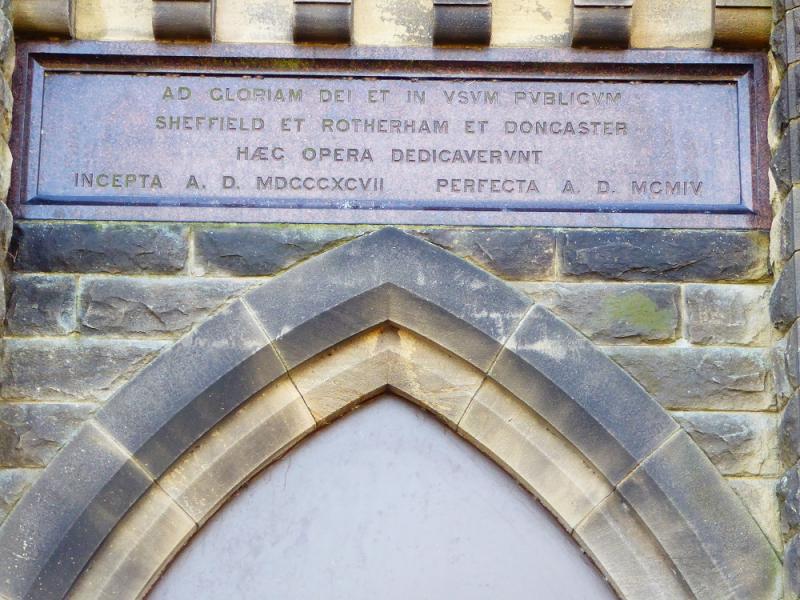 AD GLORIAM DEI ET IN VSVM PVBLICVM
SHEFFIELD ET ROTHERHAM ET DONCASTER
HÆC OPERA DEDICAVERVNT
INCEPTA A. D. MDCCCXCVII PERFECTA A. D. MCMIV